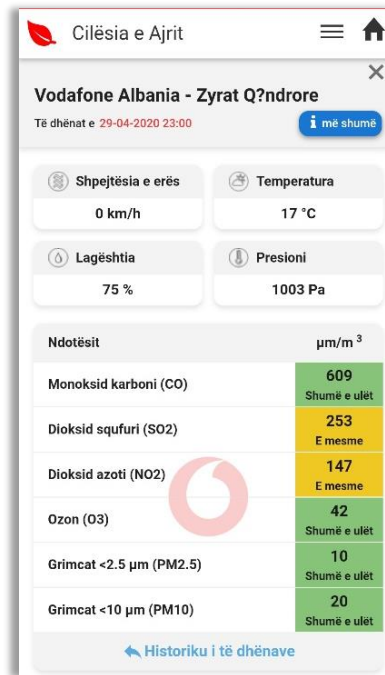 Cilësia e Ajrit
Vodafone Albania - Zyrat Q?ndrore
Të dhënat e 29-04-2020 23:00
i më shumë
Shpejtësia e erës
Temperatura
0 km/h
17 °C
Lagështia
Presioni
75 %
1003 Pa
Ndotësit µm/m ³
Monoksid karboni (CO) 609
Shumë e ulët
Dioksid squfuri (SO2) 253
E mesme
Dioksid azoti (NO2) 147
E mesme
Ozon (O3) 42
Shumë e ulët
Grimcat <2.5 µm (PM2.5) 10
Shumë e ulët
Grimcat <10 µm (PM10) 20
Shumë e ulët
Historiku i të dhënave